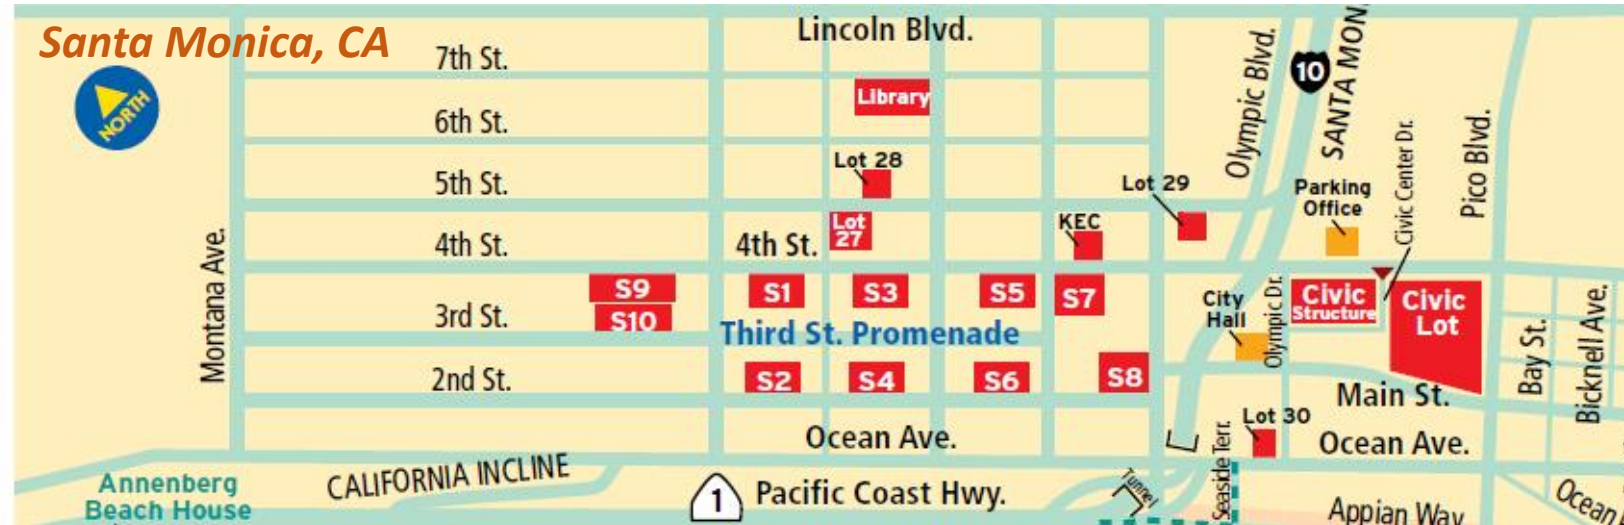 Santa Monica, CA
NORTH
Lincoln Blvd.
7th St.
Library
6th St.
Lot 28
5th St.
Lot 29
Lot
27
KEC
4th St.
4th St.
Olympic Blvd.
10
SANTA MON
Parking
Office
Civic Center Dr.
Pico Blvd.
Montana Ave.
S9
S10
S1
S3
S5
S7
3rd St.
Third St. Promenade
City
Hall
Olympic Dr.
Civic
Structure
Civic
Lot
Bay St.
Bicknell Ave.
2nd St.
S2
S4
S6
S8
Main St.
Lot 30
Ocean Ave.
Ocean Ave.
Seaside Terr.
CALIFORNIA INCLINE
Annenberg
Beach House
1
Pacific Coast Hwy.
Tunnel
Appian Way
Ocean